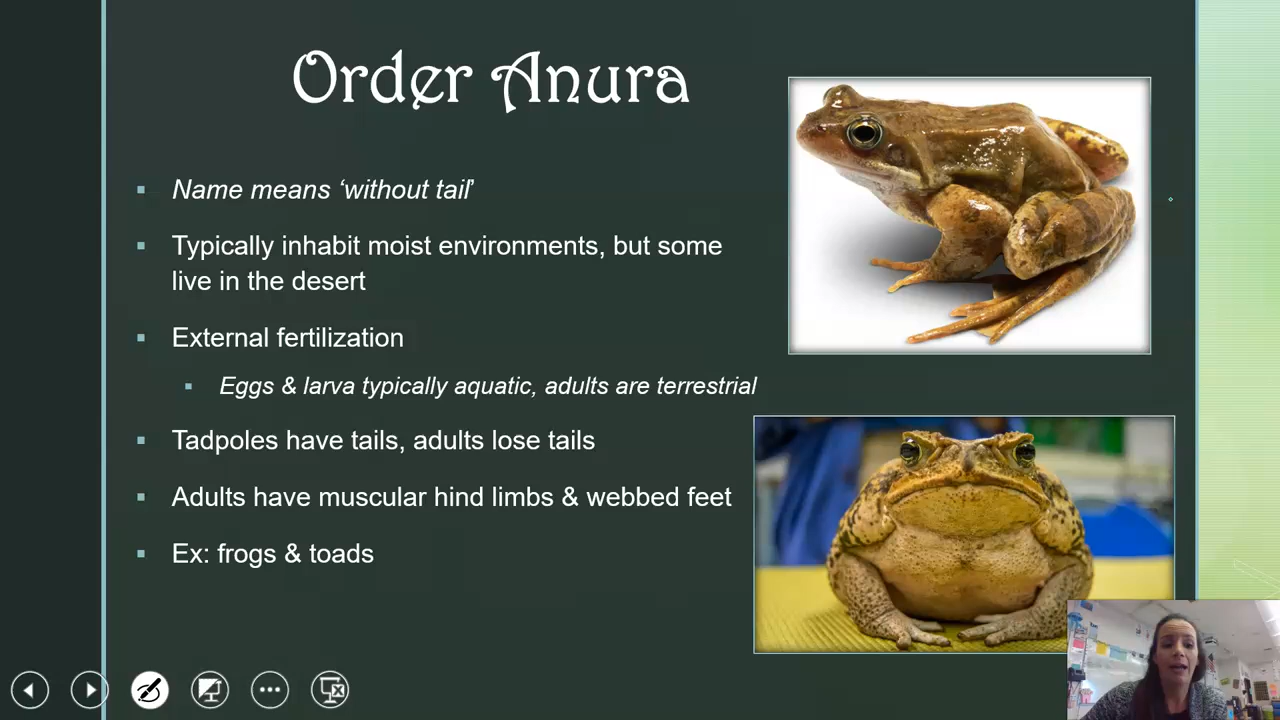 Order Anura
Name means ‘without tail’
Typically inhabit moist environments, but some
live in the desert
External fertilization
Eggs & larva typically aquatic, adults are terrestrial
Tadpoles have tails, adults lose tails
Adults have muscular hind limbs & webbed feet
Ex: frogs & toads